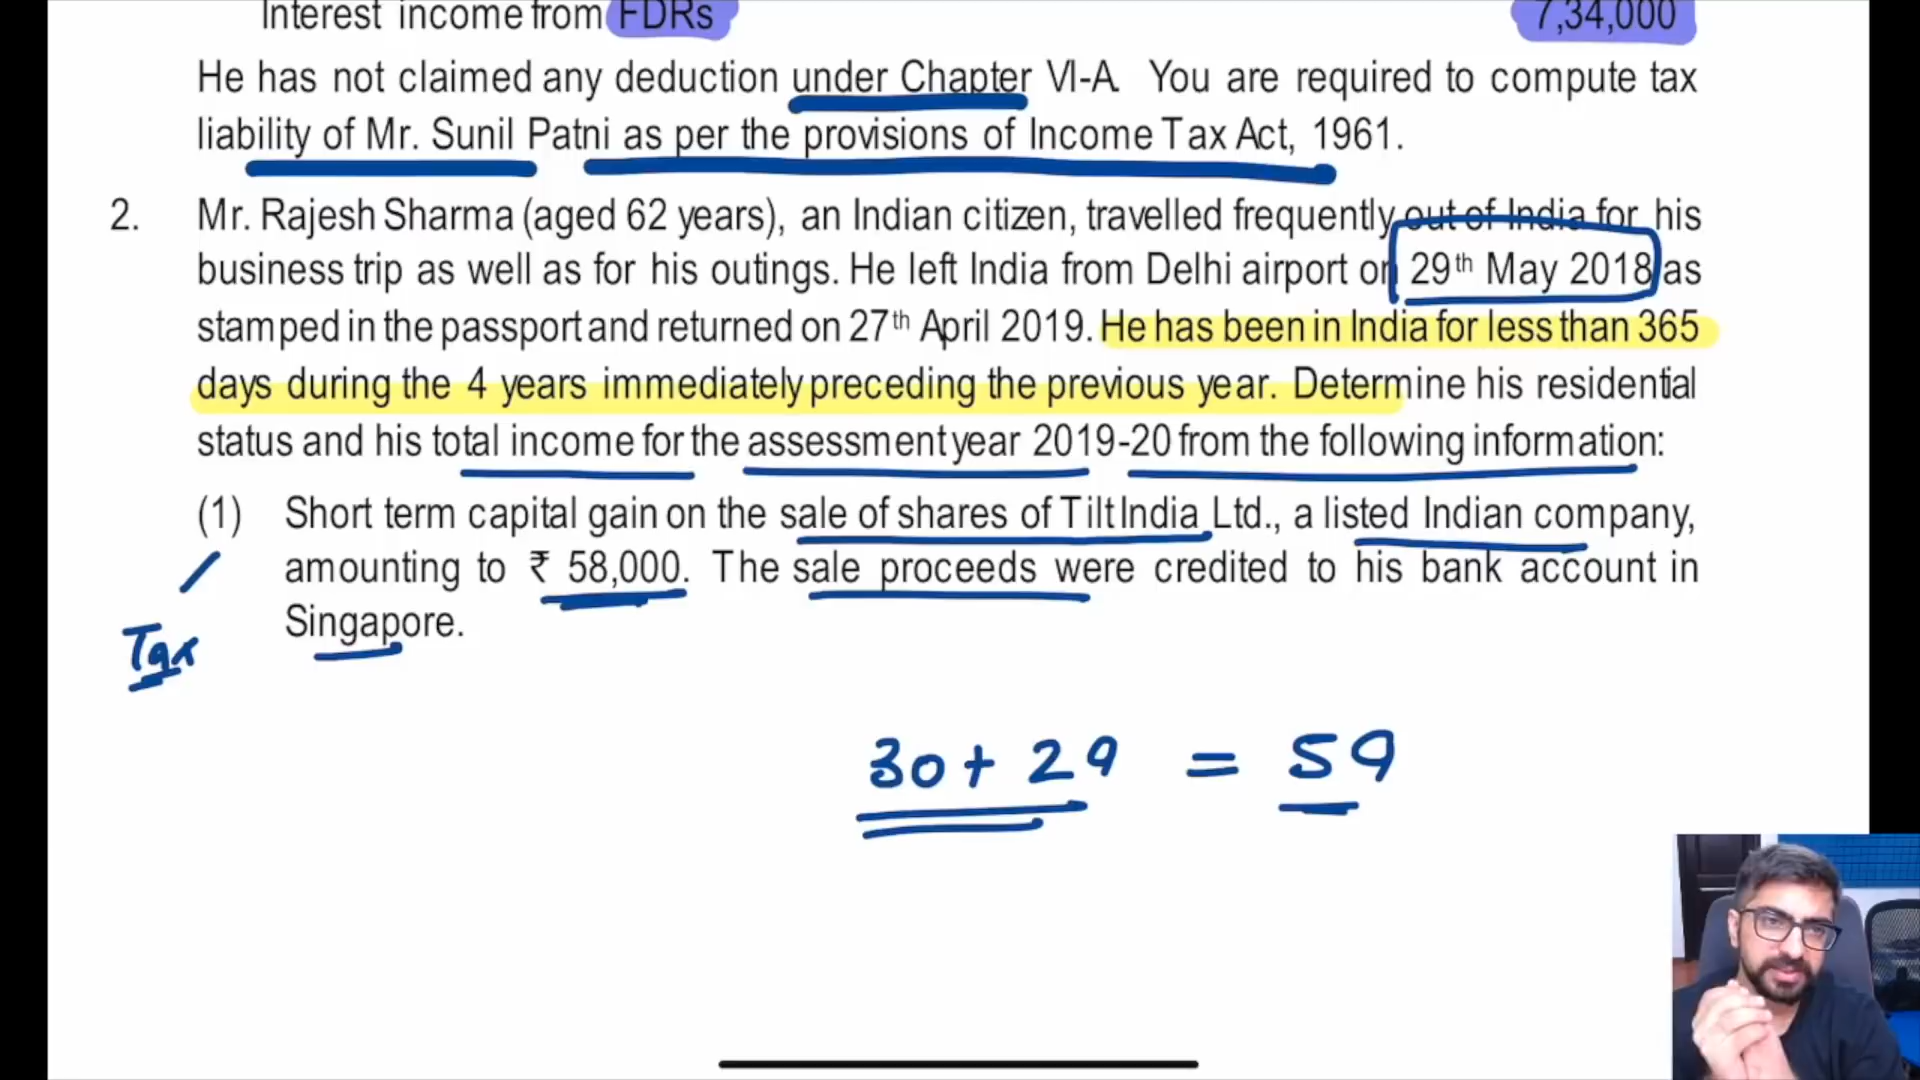 Interest income from FDRs 7,34,000
He has not claimed any deduction under Chapter VI-A. You are required to compute tax
liability of Mr. Sunil Patni as per the provisions of Income Tax Act, 1961.
2. Mr. Rajesh Sharma (aged 62 years), an Indian citizen, travelled frequently out of India for his
business trip as well as for his outings. He left India from Delhi airport on 29th May 2018 as
stamped in the passport and returned on 27th April 2019. He has been in India for less than 365
days during the 4 years immediately preceding the previous year. Determine his residential
status and his total income for the assessment year 2019-20 from the following information:
(1) Short term capital gain on the sale of shares of Tilt India Ltd., a listed Indian company,
amounting to ₹ 58,000. The sale proceeds were credited to his bank account in
Singapore.
Tax
30 + 29 = 59